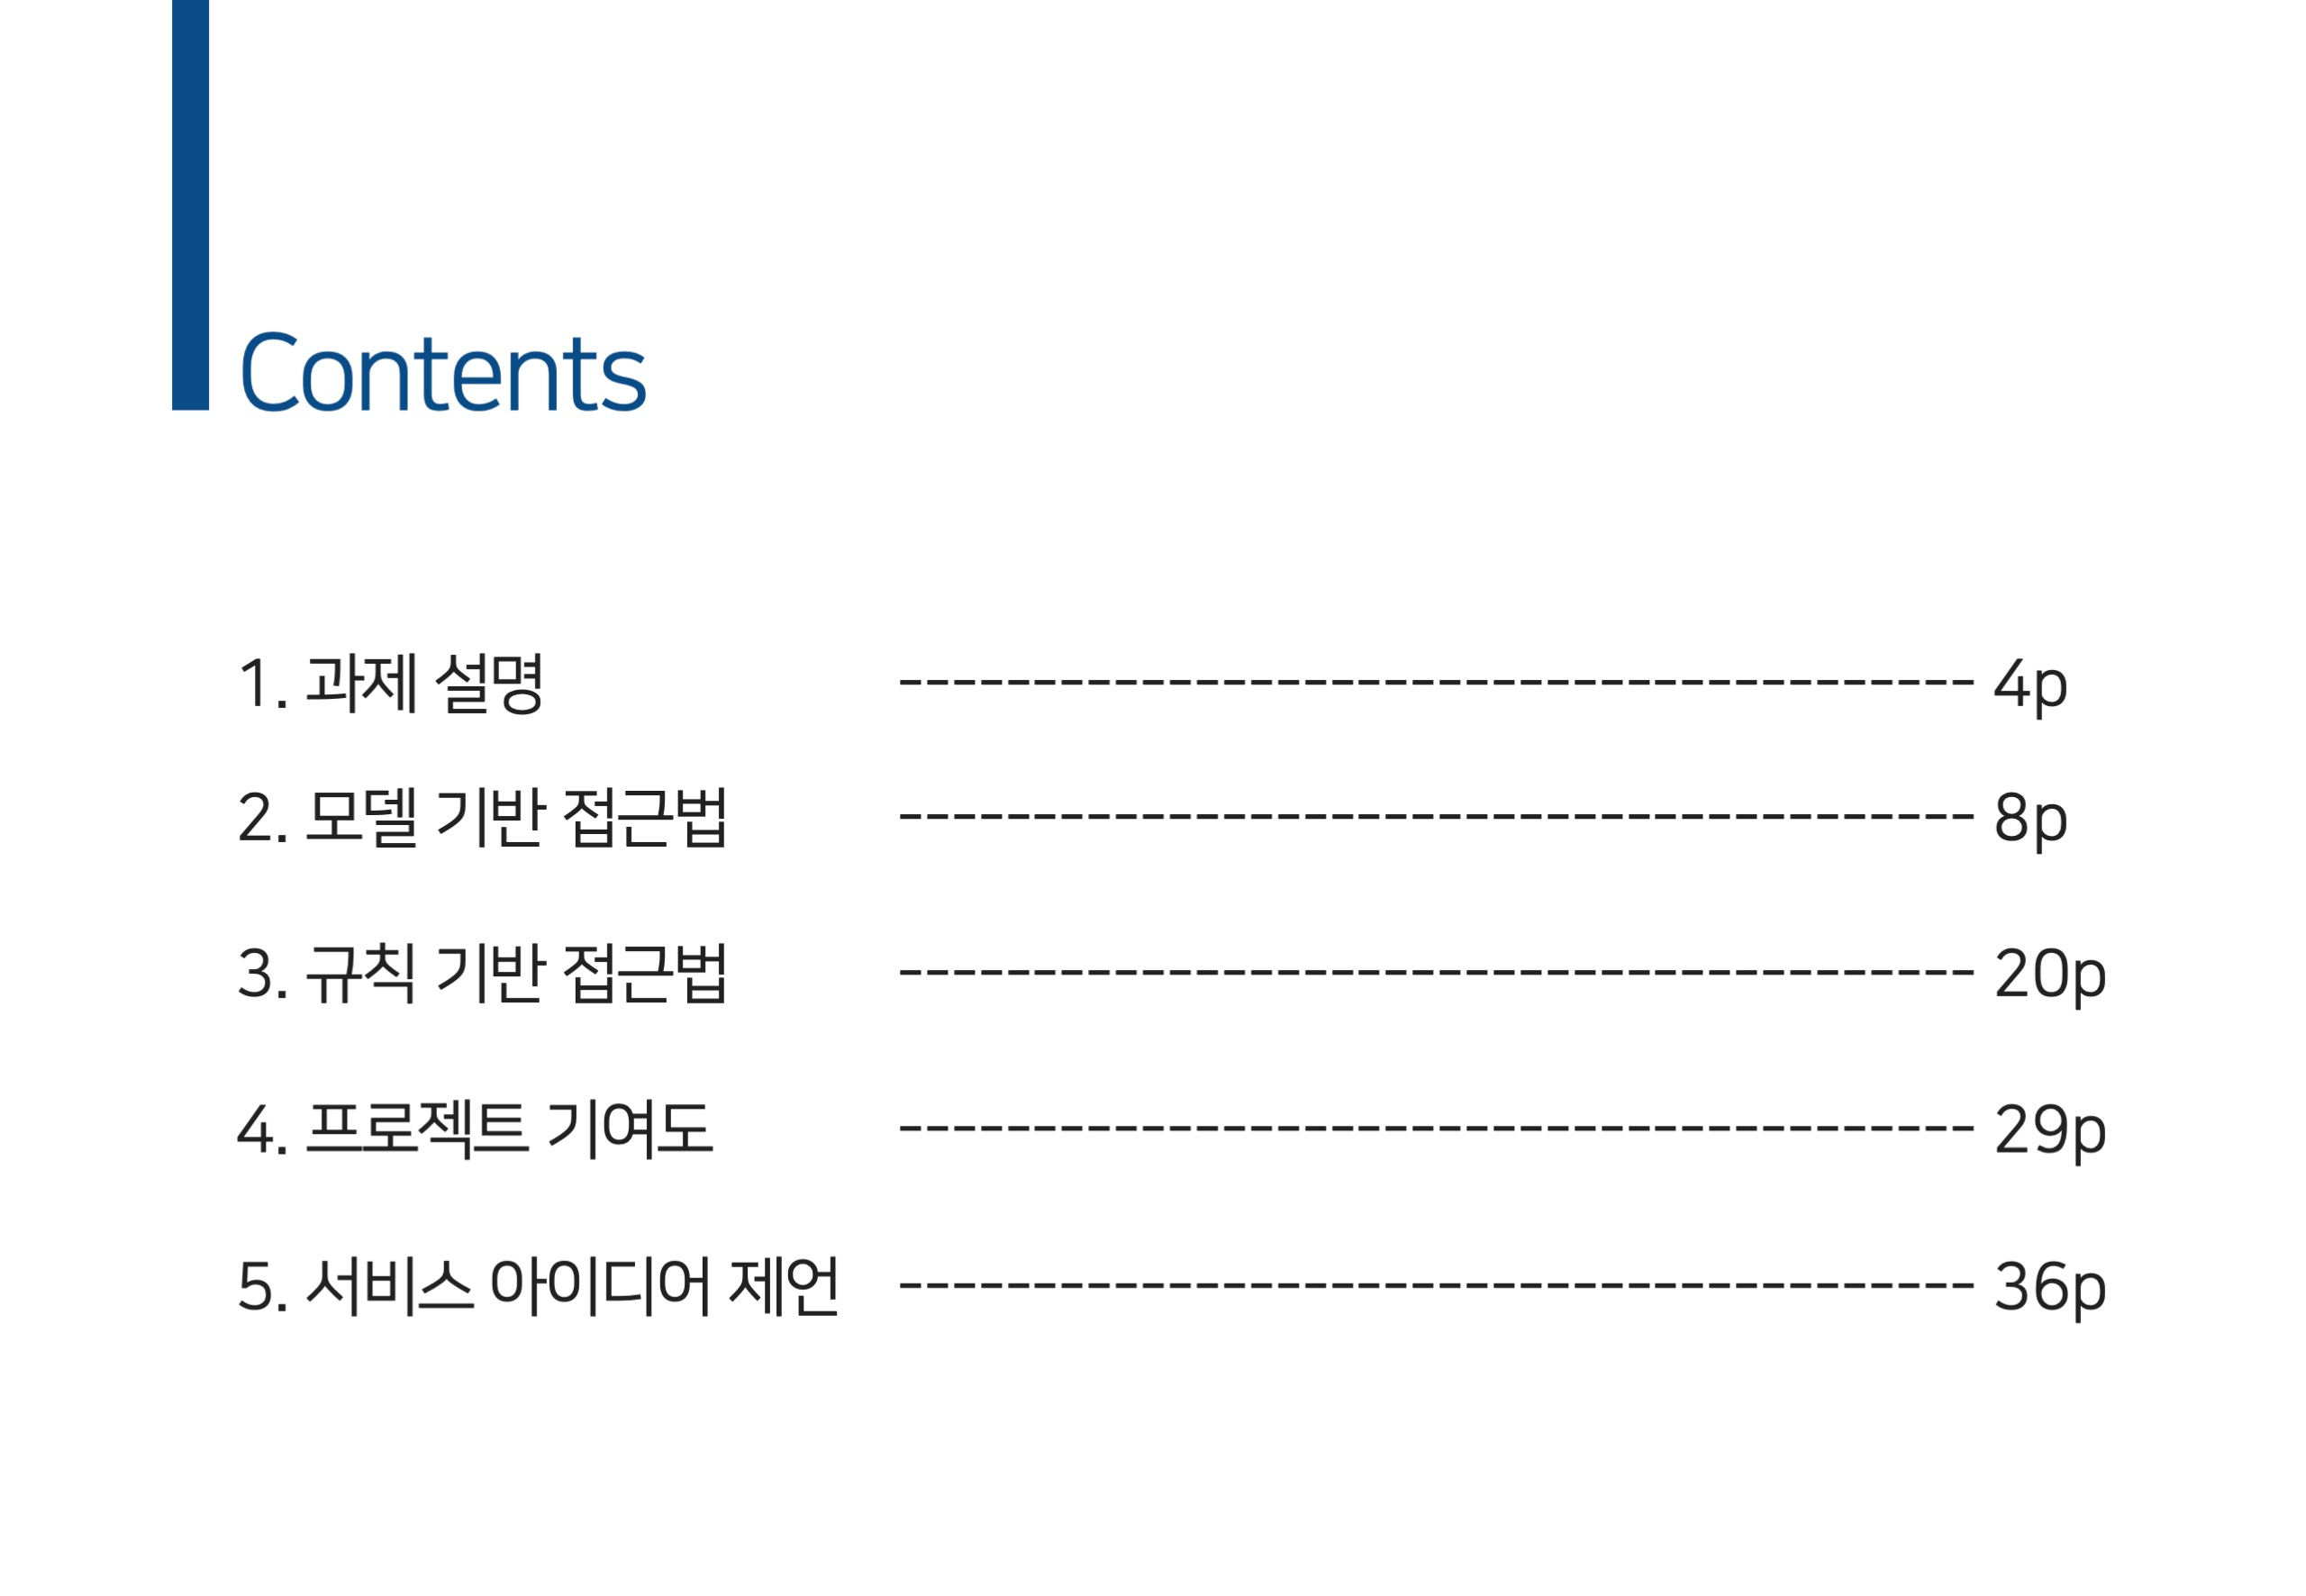 Contents
1. 과제 설명 ---------------------------------------- 4p
2. 모델 기반 접근법 ---------------------------------------- 8p
3. 규칙 기반 접근법 ---------------------------------------- 20p
4. 프로젝트 기여도 ---------------------------------------- 29p
5. 서비스 아이디어 제언 ---------------------------------------- 36p